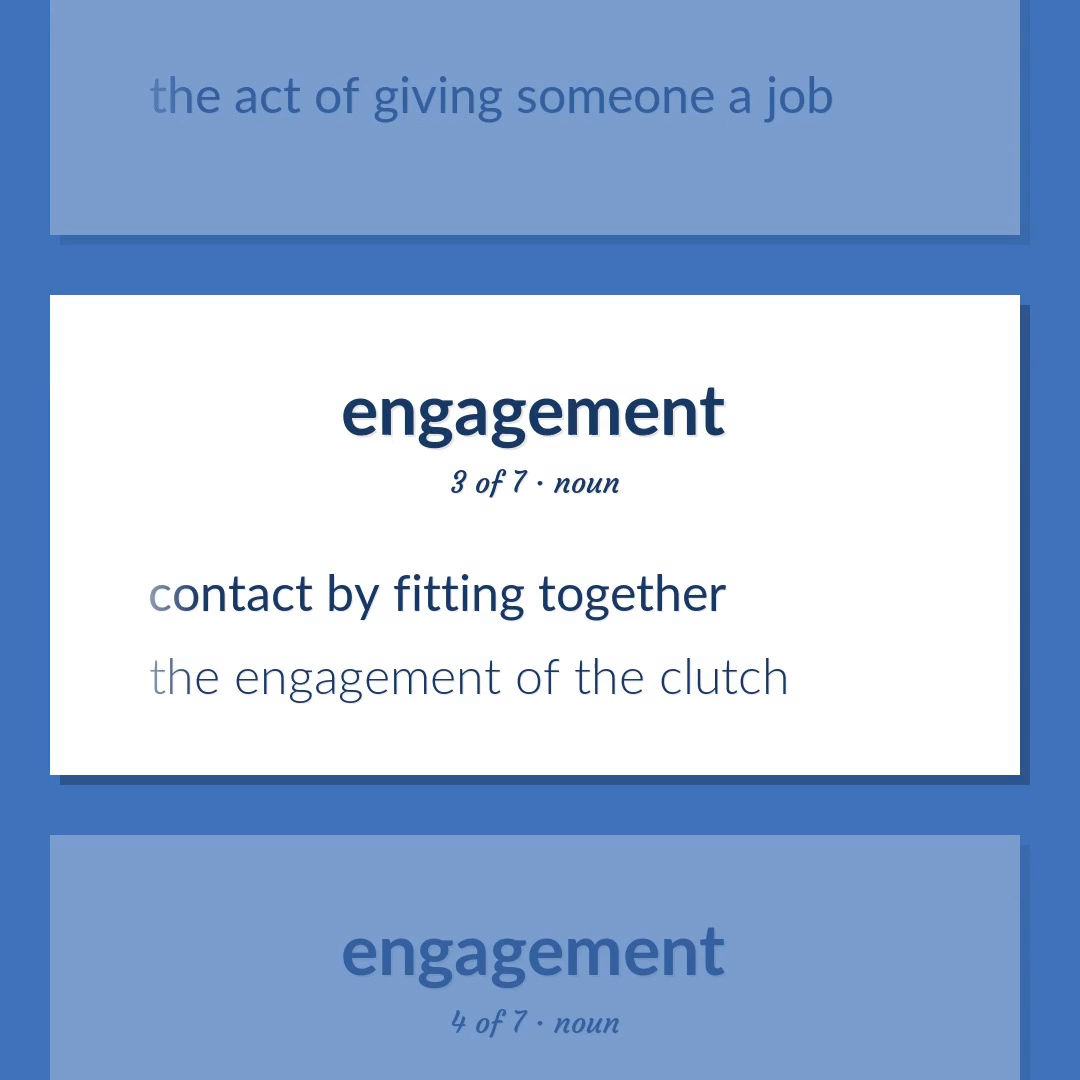 the act of giving someone a job
engagement
3 of 7 · noun
contact by fitting together
the engagement of the clutch
engagement
4 of 7 · noun